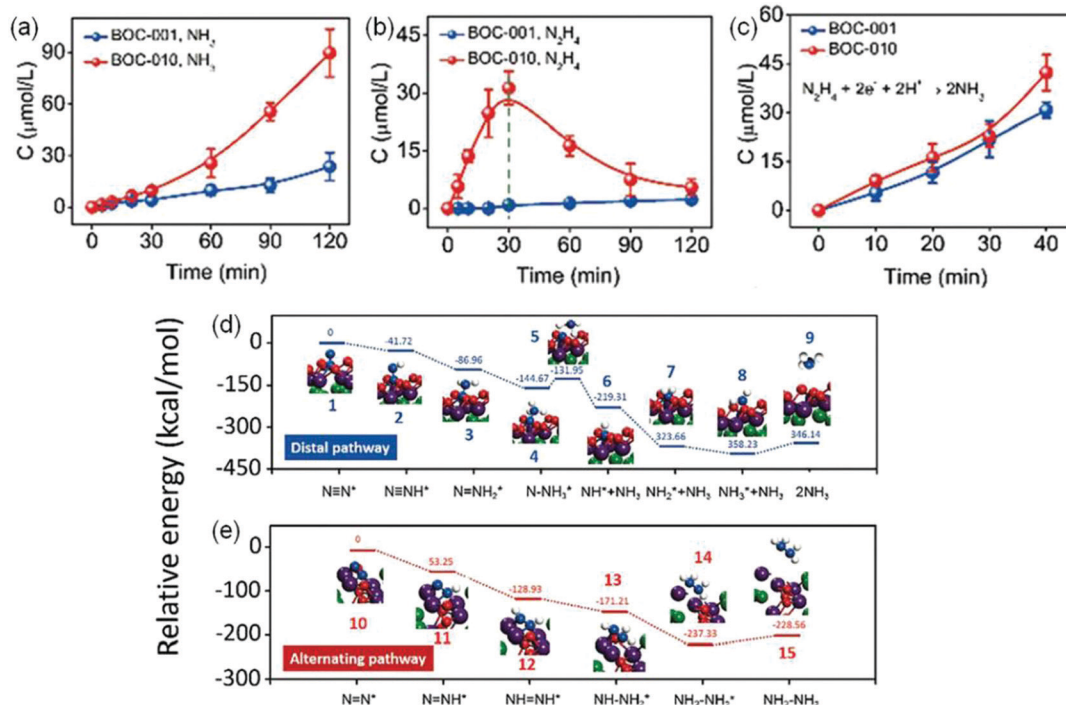 (a)
BOC-001, NH₃
BOC-010, NH₃
C (μmol/L)
90
60
30
0
0 30 60 90 120
Time (min)
(b)
BOC-001, N₂H₄
BOC-010, N₂H₄
C (μmol/L)
45
30
15
0
0 30 60 90 120
Time (min)
(c)
BOC-001
BOC-010
N₂H₄ + 2e⁻ + 2H⁺ → 2NH₃
C (μmol/L)
60
45
30
15
0
0 10 20 30 40
Time (min)
Relative energy (kcal/mol)
(d)
0
-150
-300
-450
0
-41.72
-86.96
-144.67
-131.95
-219.31
323.66
358.23
346.14
1
2
3
4
5
6
7
8
9
Distal pathway
N≡N* N≡NH* N=NH₂* N-NH₃* NH*+NH₃ NH₂*+NH₃ NH₃*+NH₃ 2NH₃
(e)
0
-100
-200
-300
0
53.25
-128.93
-171.21
-237.33
-228.56
10
11
12
13
14
15
Alternating pathway
N=N* N=NH* NH=NH* NH-NH₂* NH₂-NH₂* NH₂-NH₂